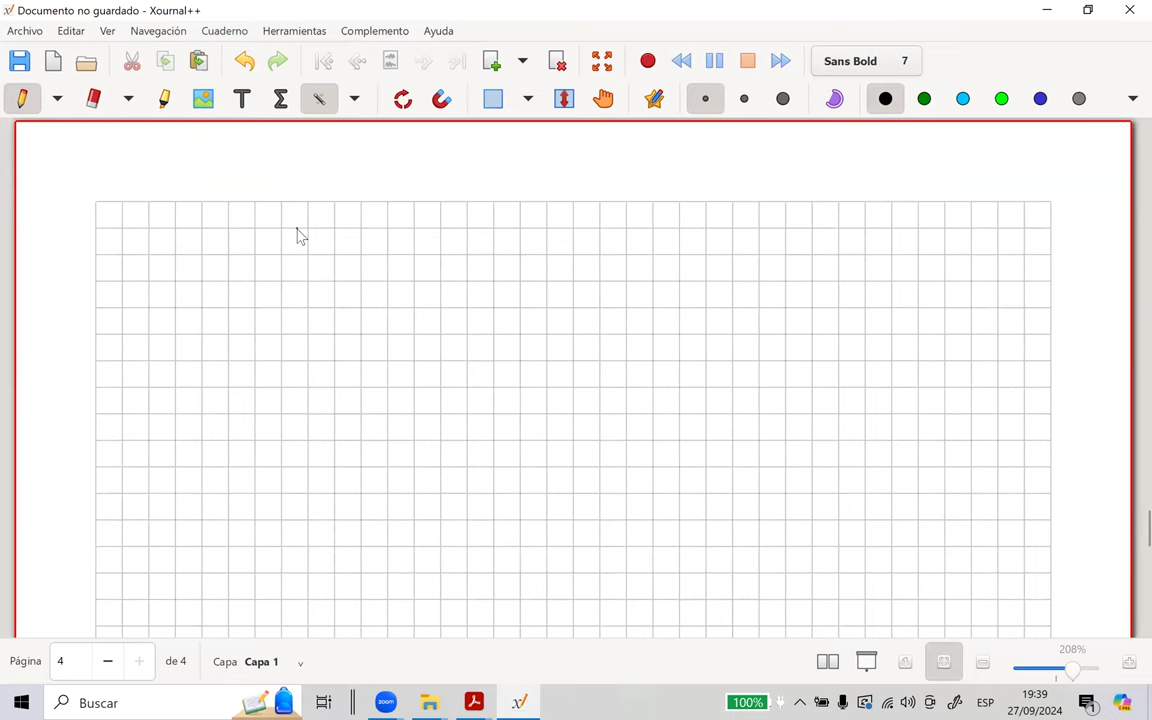 Documento no guardado - Xournal++
Archivo Editar Ver Navegación Cuaderno Herramientas Complemento Ayuda
Sans Bold 7
T Σ
Página 4 de 4 Capa Capa 1
208%
Buscar
100% ESP
19:39
27/09/2024
1